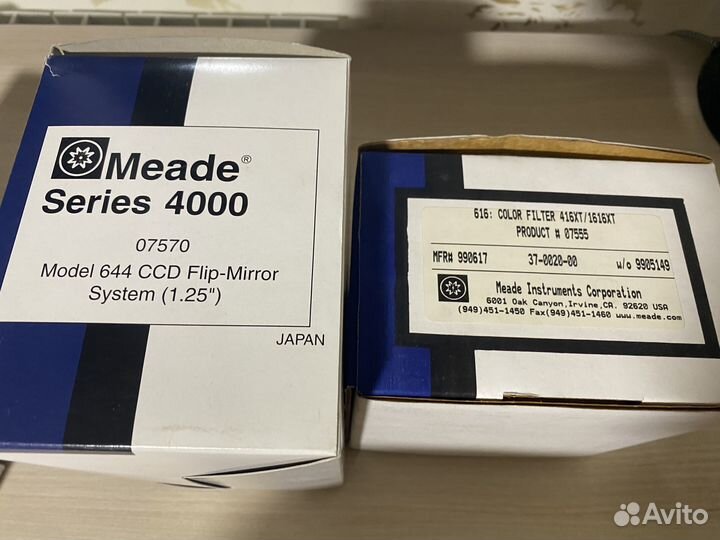 Meade®
Series 4000
07570
Model 644 CCD Flip-Mirror
System (1.25")
JAPAN
616: COLOR FILTER 416XT/1616XT
PRODUCT # 07555
MFR# 990617 37-0020-00 w/o 9905149
Meade Instruments Corporation
6001 Oak Canyon,Irvine,CA. 92620 USA
(949)451-1450 Fax(949)451-1460 www.meade.com
Avito